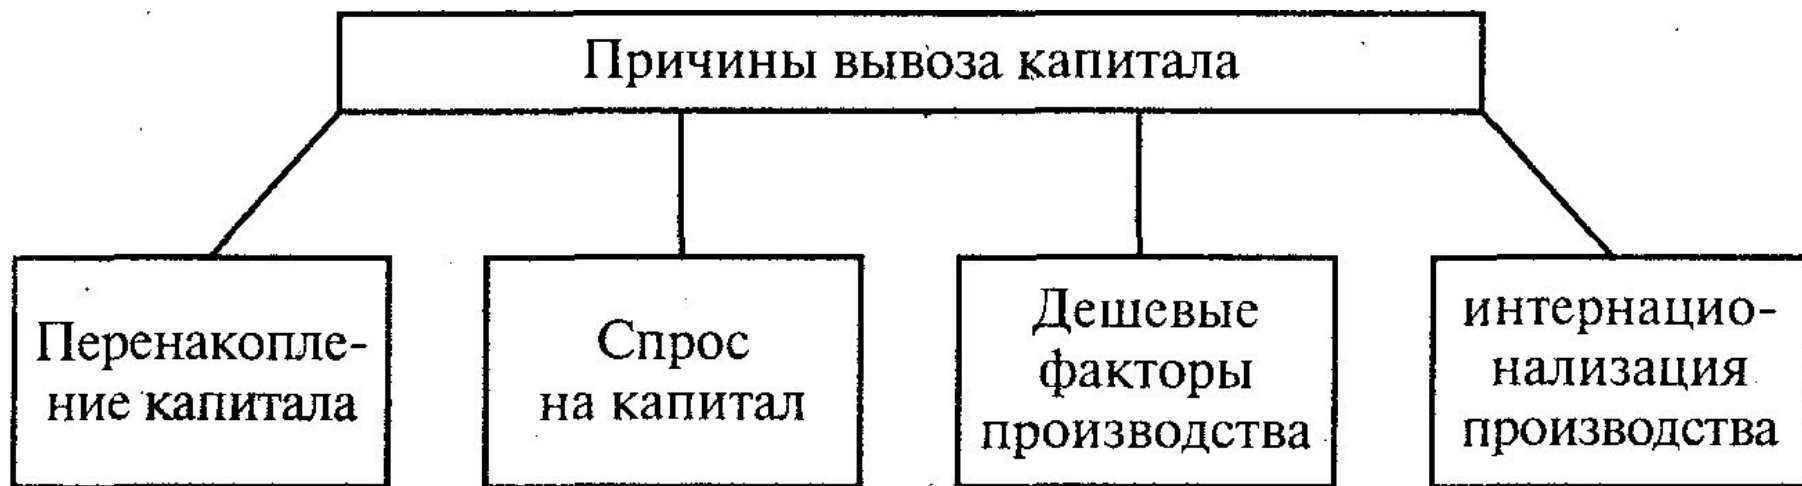 Причины вывоза капитала
Перенакопле-
ние капитала
Спрос
на капитал
Дешевые
факторы
производства
интернацио-
нализация
производства